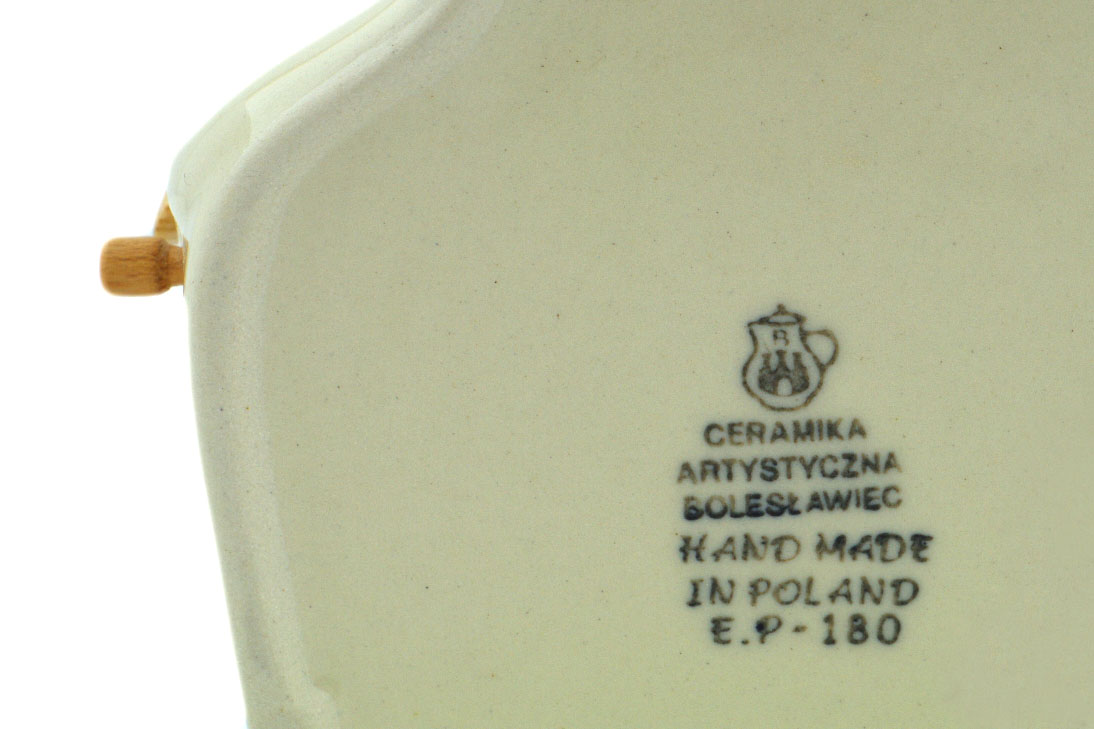 B
CERAMIKA
ARTYSTYCZNA
BOLESŁAWIEC
HAND MADE
IN POLAND
E.P-180